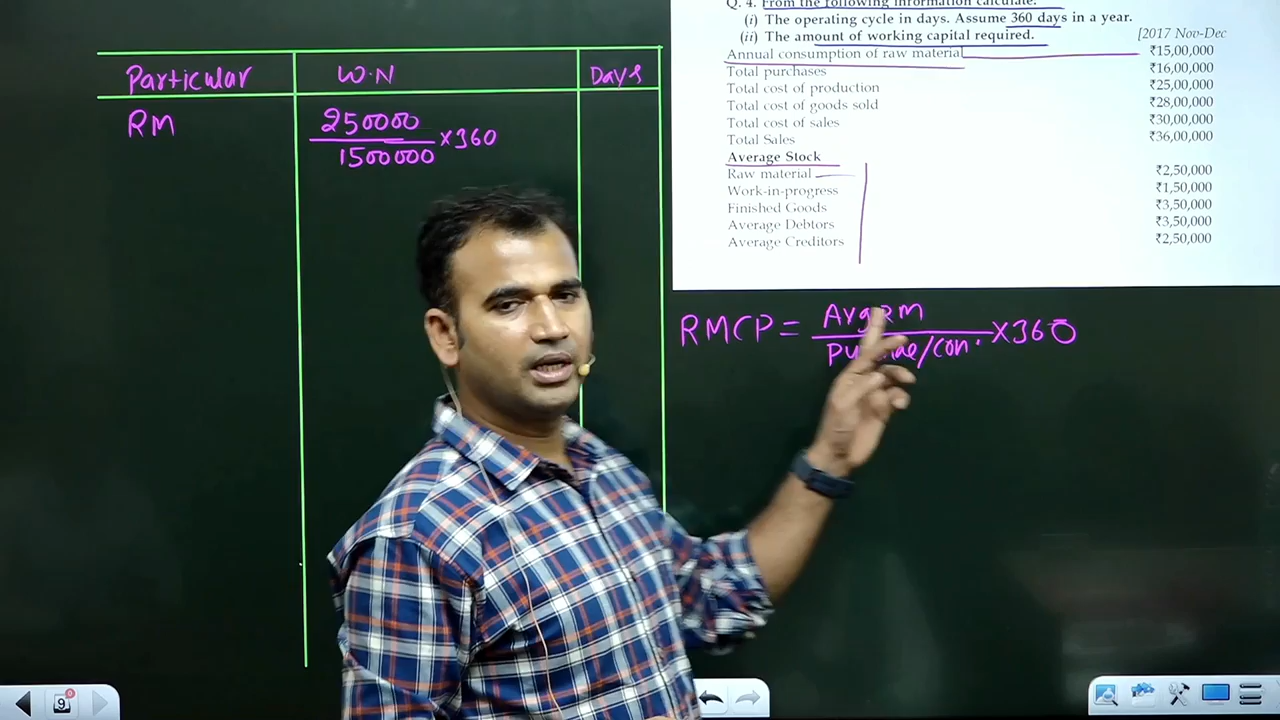 Q. 4. From the following information calculate:
(i) The operating cycle in days. Assume 360 days in a year.
(ii) The amount of working capital required. [2017 Nov-Dec
Annual consumption of raw material ₹15,00,000
Total purchases ₹16,00,000
Total cost of production ₹25,00,000
Total cost of goods sold ₹28,00,000
Total cost of sales ₹30,00,000
Total Sales ₹36,00,000
Average Stock
Raw material ₹2,50,000
Work-in-progress ₹1,50,000
Finished Goods ₹3,50,000
Average Debtors ₹3,50,000
Average Creditors ₹2,50,000
Particular W.N Days
RM 250000
1500000 ×360
RMCP = Avg RM
/Con. ×360
9